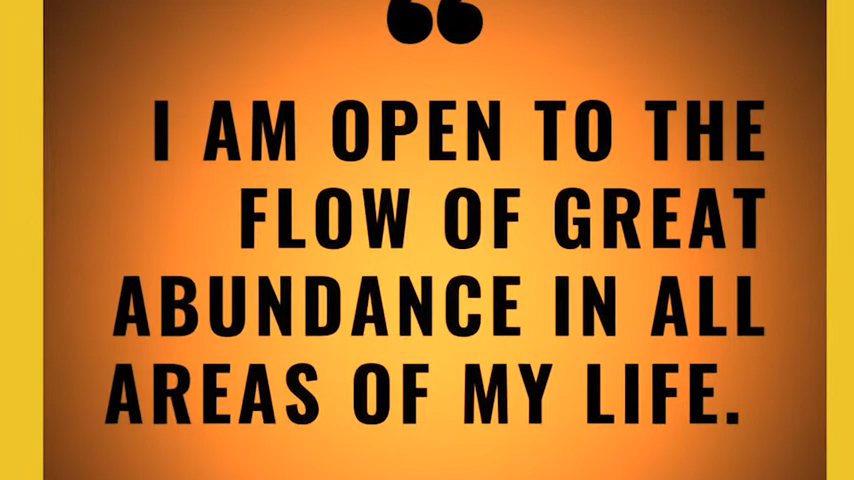 “
I AM OPEN TO THE
FLOW OF GREAT
ABUNDANCE IN ALL
AREAS OF MY LIFE.